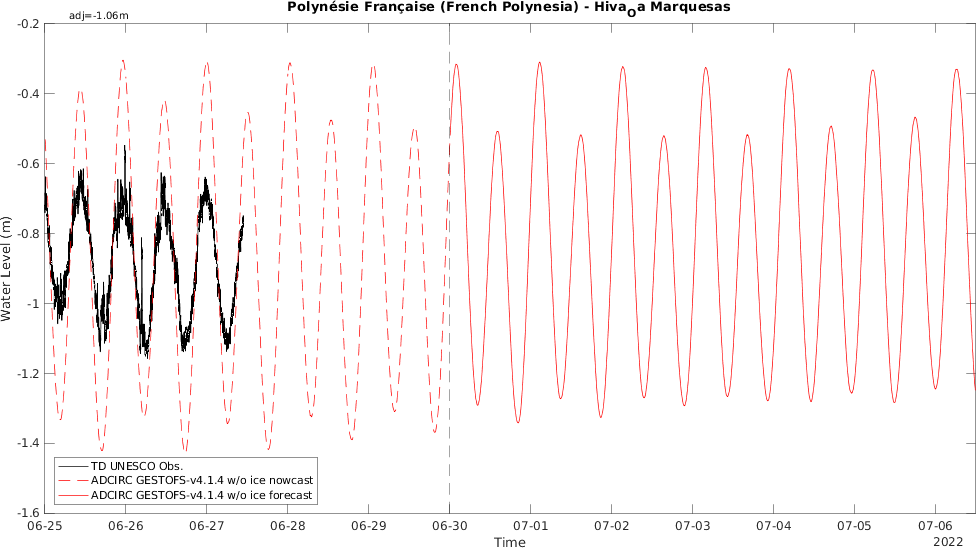 Polynésie Française (French Polynesia) - Hiva_Oa Marquesas
adj=-1.06m
-0.2
-0.4
-0.6
-0.8
-1
-1.2
-1.4
-1.6
Water Level (m)
TD UNESCO Obs.
ADCIRC GESTOFS-v4.1.4 w/o ice nowcast
ADCIRC GESTOFS-v4.1.4 w/o ice forecast
06-25 06-26 06-27 06-28 06-29 06-30 07-01 07-02 07-03 07-04 07-05 07-06
Time
2022